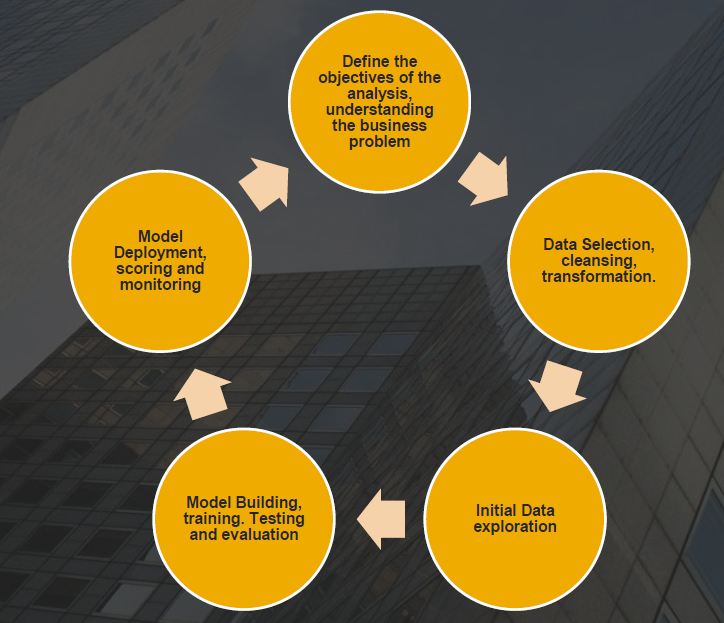 Define the
objectives of the
analysis,
understanding
the business
problem
Data Selection,
cleansing,
transformation.
Initial Data
exploration
Model Building,
training. Testing
and evaluation
Model
Deployment,
scoring and
monitoring